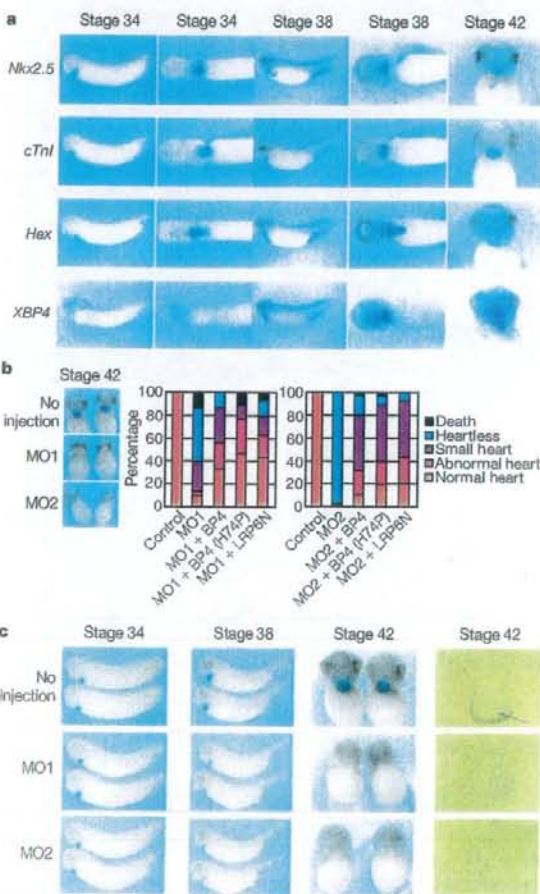 a
Stage 34 Stage 34 Stage 38 Stage 38 Stage 42
Nkx2.5
cTnI
Hex
XBP4
b
Stage 42
No
injection
MO1
MO2
Percentage
100
80
60
40
20
0
Control
MO1
MO1 + BP4
MO1 + BP4 (H74P)
MO1 + LRP6N
100
80
60
40
20
0
Control
MO2
MO2 + BP4
MO2 + BP4 (H74P)
MO2 + LRP6N
Death
Heartless
Small heart
Abnormal heart
Normal heart
c
Stage 34 Stage 38 Stage 42 Stage 42
No
injection
MO1
MO2